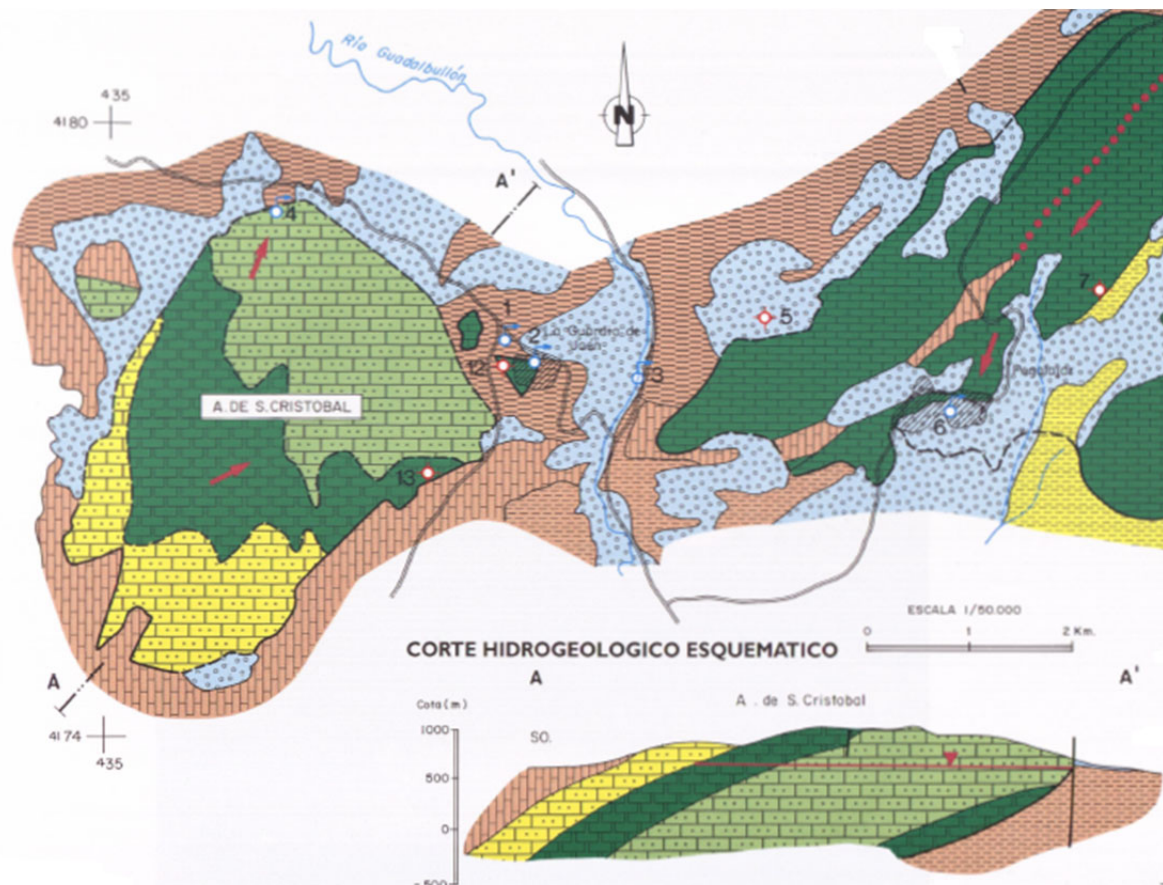 Río Guadalbullón
435
4180
N
A'
4
1
La Guardia de
Jaén
2
12
3
5
7
A. DE S. CRISTOBAL
13
6
Pegalajar
A
4174
435
ESCALA 1/50.000
0 1 2 Km.
CORTE HIDROGEOLOGICO ESQUEMATICO
A A'
A. de S. Cristobal
Cota (m)
1000
SO.
500
0
-500